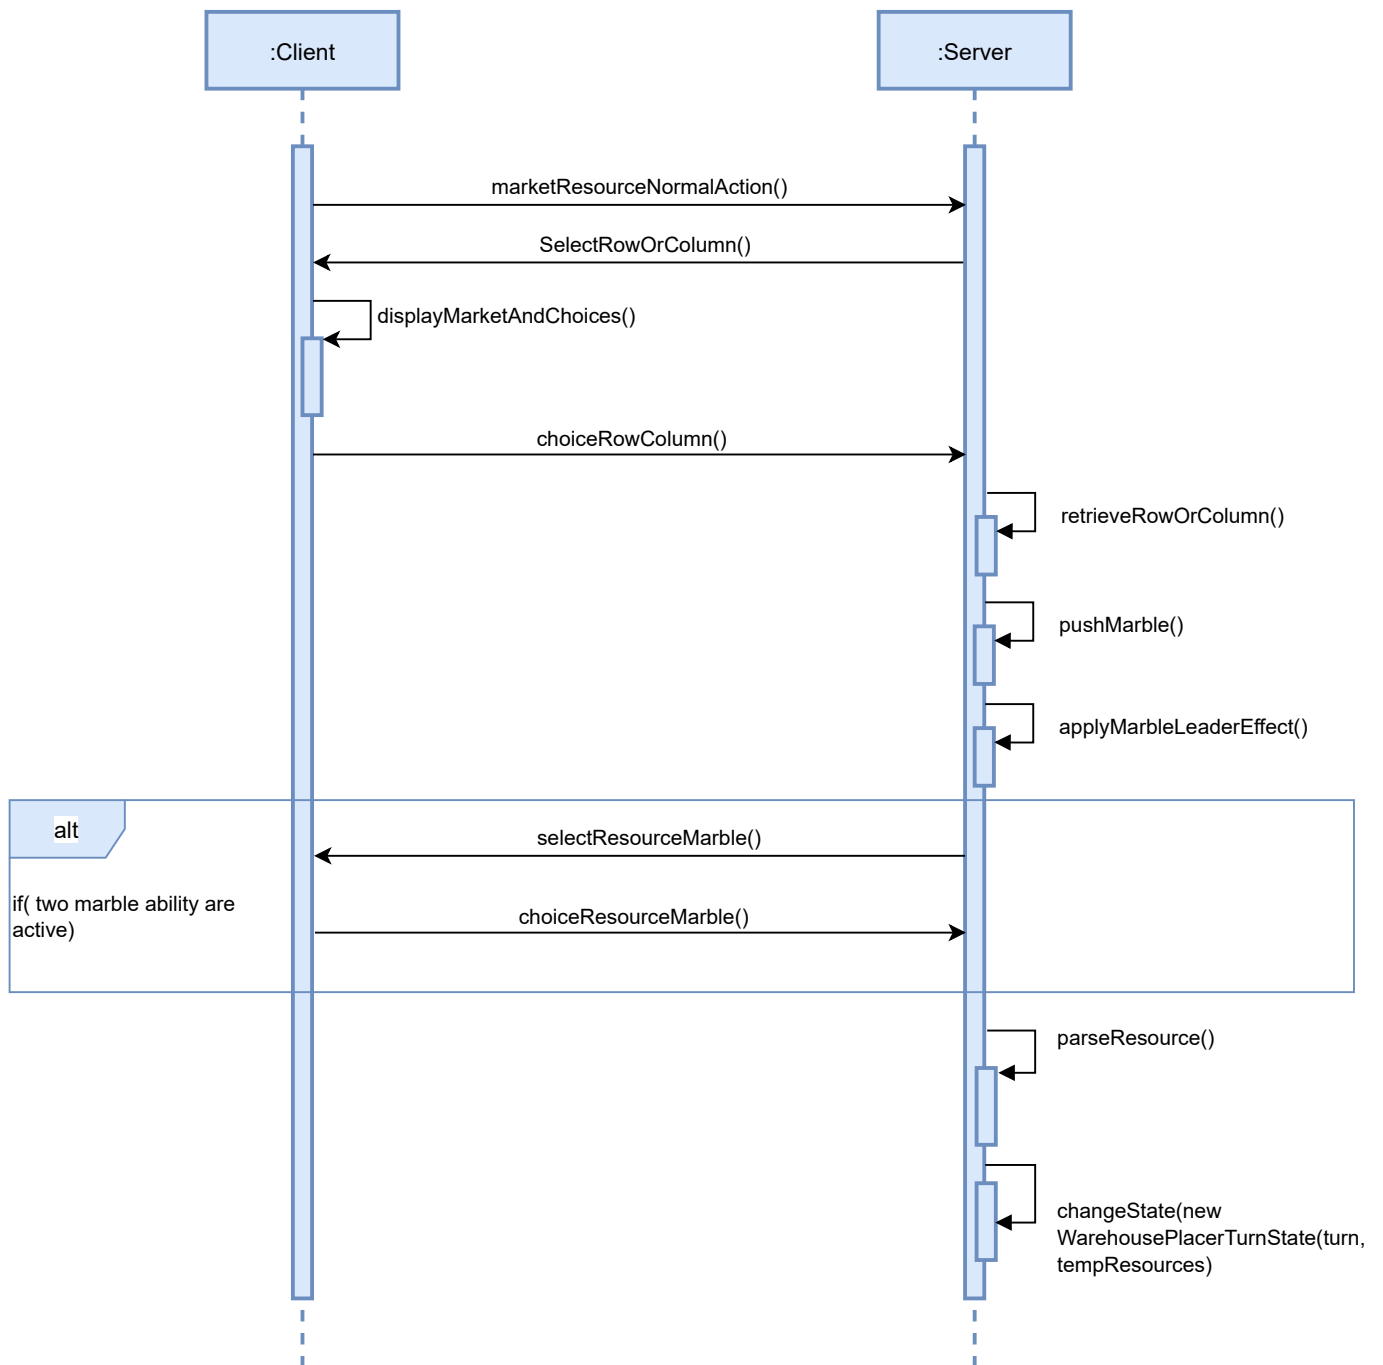 :Client
:Server
marketResourceNormalAction()
SelectRowOrColumn()
displayMarketAndChoices()
choiceRowColumn()
retrieveRowOrColumn()
pushMarble()
applyMarbleLeaderEffect()
alt
selectResourceMarble()
if( two marble ability are
active)
choiceResourceMarble()
parseResource()
changeState(new
WarehousePlacerTurnState(turn,
tempResources)